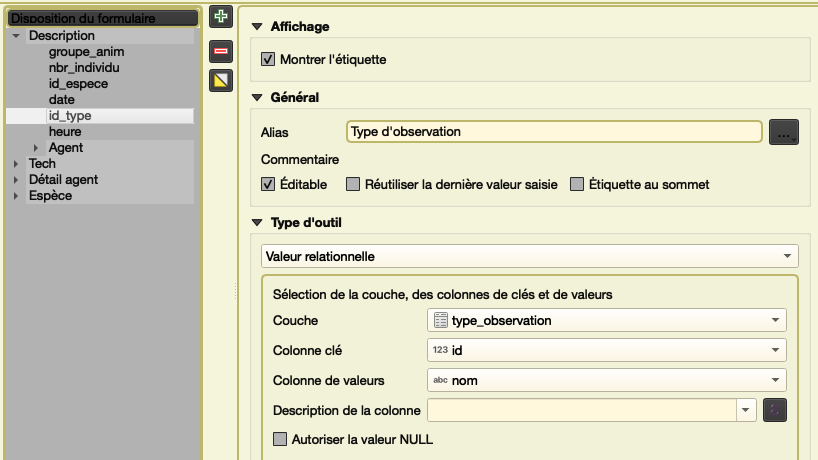 Disposition du formulaire
Description
groupe_anim
nbr_individu
id_espece
date
id_type
heure
Agent
Tech
Détail agent
Espèce
Affichage
Montrer l'étiquette
Général
Alias
Type d'observation
...
Commentaire
Éditable Réutiliser la dernière valeur saisie Étiquette au sommet
Type d'outil
Valeur relationnelle
Sélection de la couche, des colonnes de clés et de valeurs
Couche type_observation
Colonne clé 123 id
Colonne de valeurs abc nom
Description de la colonne
Autoriser la valeur NULL